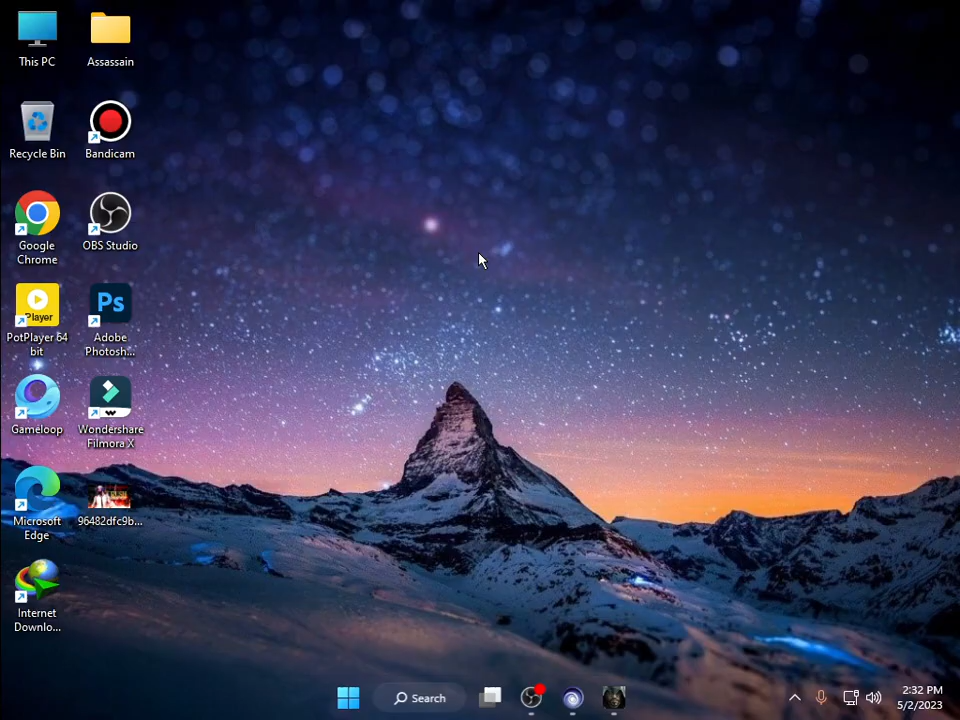 This PC
Assassain
Recycle Bin
Bandicam
Google
Chrome
OBS Studio
Player
PotPlayer 64
bit
Ps
Adobe
Photosh...
Gameloop
Wondershare
Filmora X
Microsoft
Edge
96482dfc9b...
Internet
Downlo...
Search
2:32 PM
5/2/2023